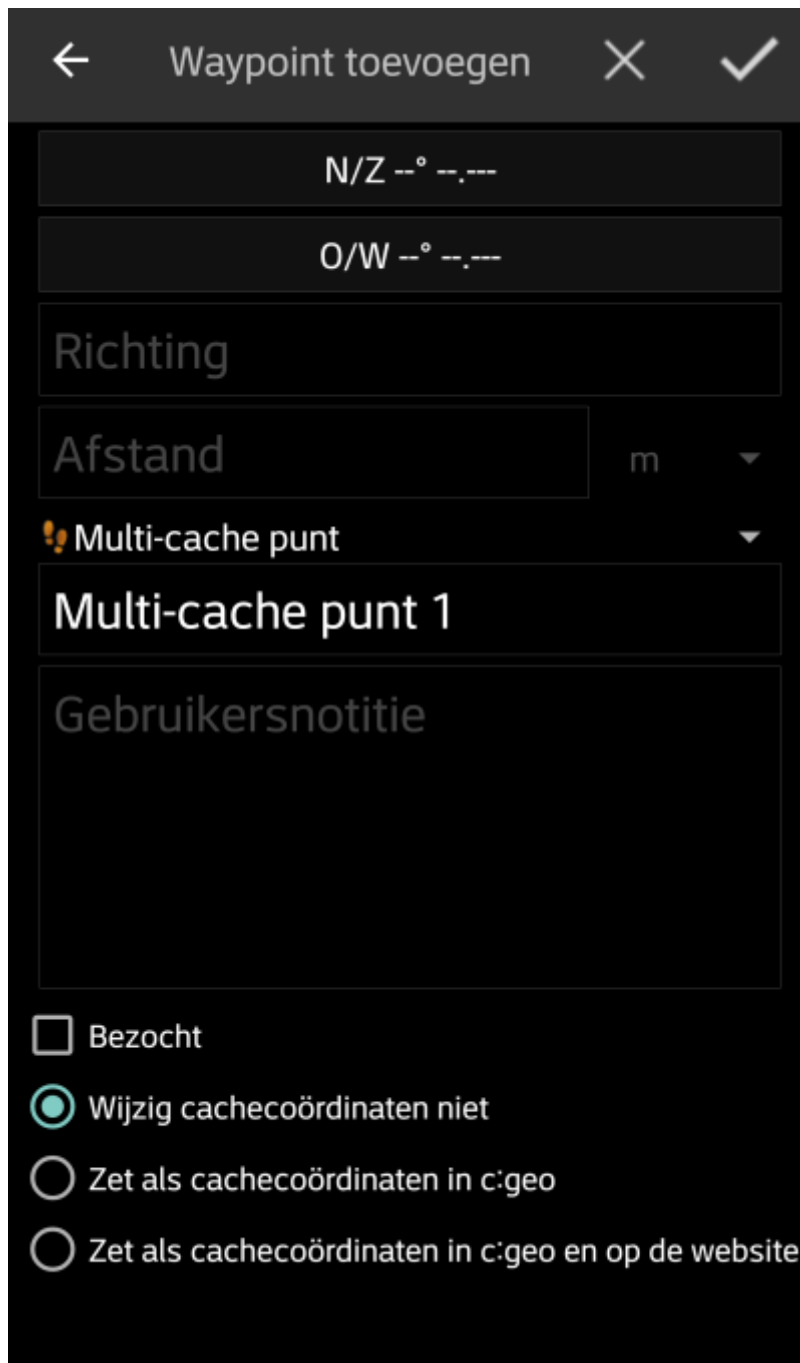 Waypoint toevoegen
N/Z --° --.---
O/W --° --.---
Richting
Afstand m
Multi-cache punt
Multi-cache punt 1
Gebruikersnotitie
Bezocht
Wijzig cachecoördinaten niet
Zet als cachecoördinaten in c:geo
Zet als cachecoördinaten in c:geo en op de website